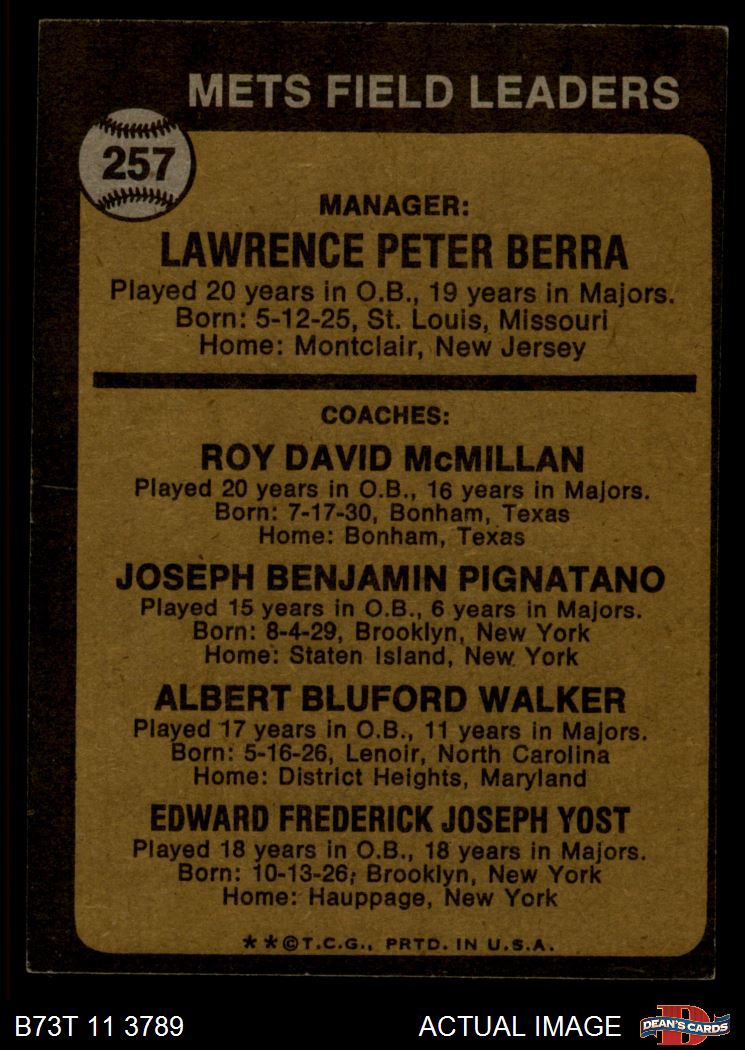 METS FIELD LEADERS
257
MANAGER:
LAWRENCE PETER BERRA
Played 20 years in O.B., 19 years in Majors.
Born: 5-12-25, St. Louis, Missouri
Home: Montclair, New Jersey
COACHES:
ROY DAVID McMILLAN
Played 20 years in O.B., 16 years in Majors.
Born: 7-17-30, Bonham, Texas
Home: Bonham, Texas
JOSEPH BENJAMIN PIGNATANO
Played 15 years in O.B., 6 years in Majors.
Born: 8-4-29, Brooklyn, New York
Home: Staten Island, New York
ALBERT BLUFORD WALKER
Played 17 years in O.B., 11 years in Majors.
Born: 5-16-26, Lenoir, North Carolina
Home: District Heights, Maryland
EDWARD FREDERICK JOSEPH YOST
Played 18 years in O.B., 18 years in Majors.
Born: 10-13-26, Brooklyn, New York
Home: Hauppage, New York
**©T.C.G., PRTD. IN U.S.A.
B73T 11 3789 ACTUAL IMAGE D DEAN'S CARDS